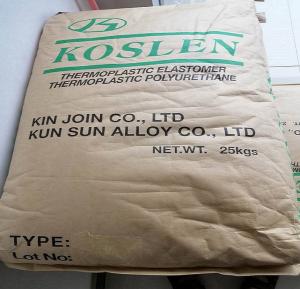 KOSLEN
THERMOPLASTIC ELASTOMER
THERMOPLASTIC POLYURETHANE
KIN JOIN CO., LTD
KUN SUN ALLOY CO., LTD
NET.WT. 25kgs
TYPE:
Lot No: